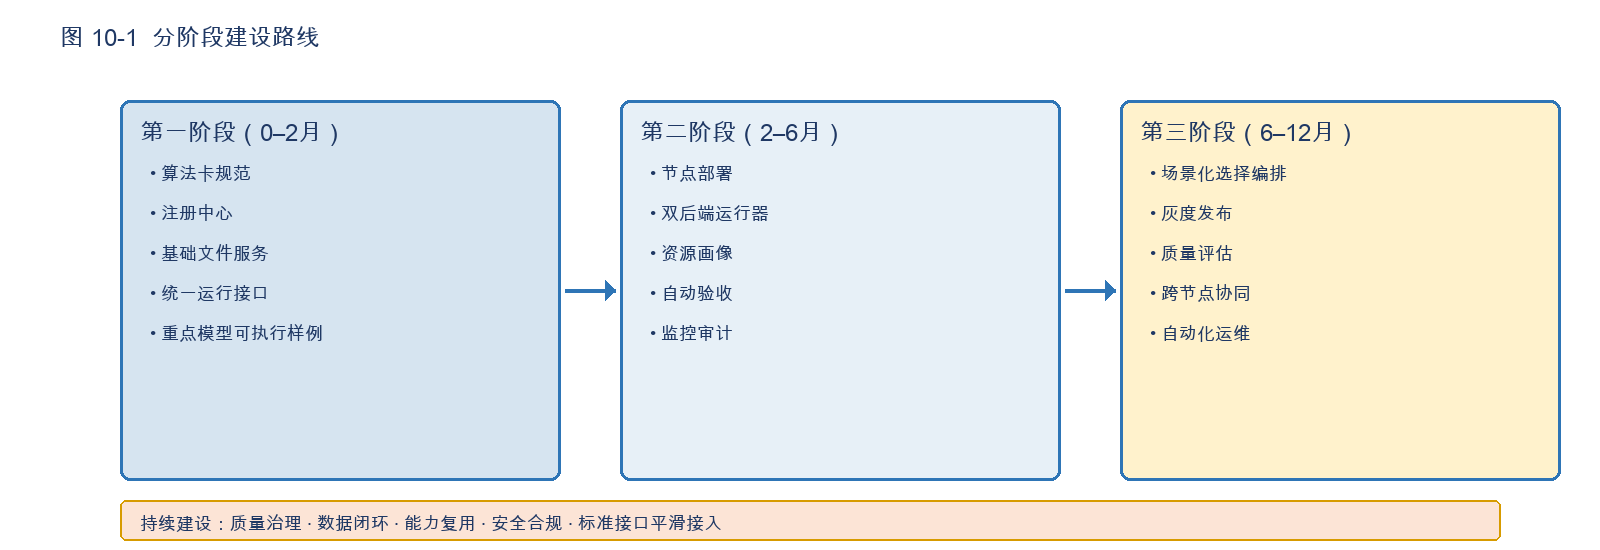 图 10-1 分阶段建设路线
第一阶段（0–2月）
• 算法卡规范
• 注册中心
• 基础文件服务
• 统一运行接口
• 重点模型可执行样例
第二阶段（2–6月）
• 节点部署
• 双后端运行器
• 资源画像
• 自动验收
• 监控审计
第三阶段（6–12月）
• 场景化选择编排
• 灰度发布
• 质量评估
• 跨节点协同
• 自动化运维
持续建设：质量治理 · 数据闭环 · 能力复用 · 安全合规 · 标准接口平滑接入